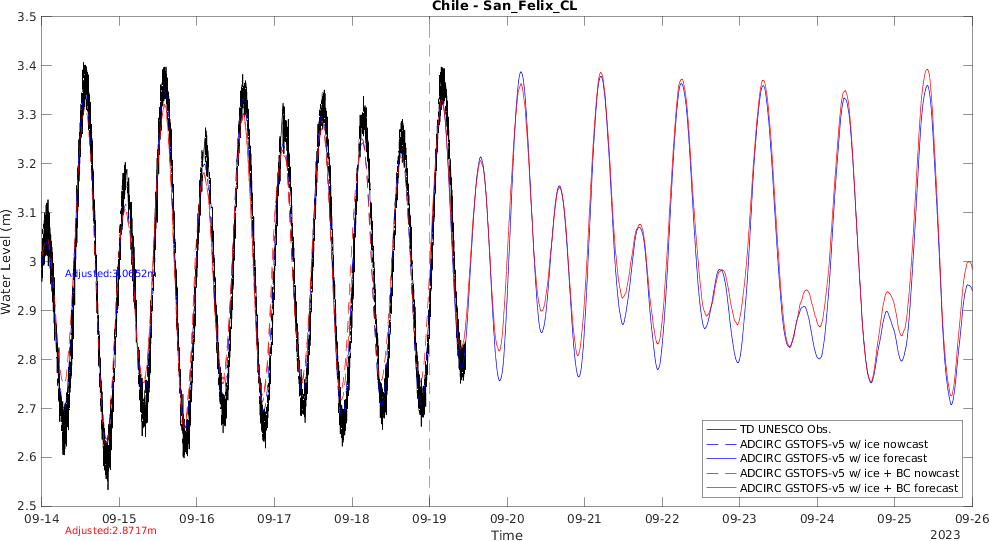 Chile - San_Felix_CL
3.5
3.4
3.3
3.2
3.1
3
2.9
2.8
2.7
2.6
2.5
Water Level (m)
Adjusted:3.0652m
Adjusted:2.8717m
TD UNESCO Obs.
ADCIRC GSTOFS-v5 w/ ice nowcast
ADCIRC GSTOFS-v5 w/ ice forecast
ADCIRC GSTOFS-v5 w/ ice + BC nowcast
ADCIRC GSTOFS-v5 w/ ice + BC forecast
09-14 09-15 09-16 09-17 09-18 09-19 09-20 09-21 09-22 09-23 09-24 09-25 09-26
Time
2023